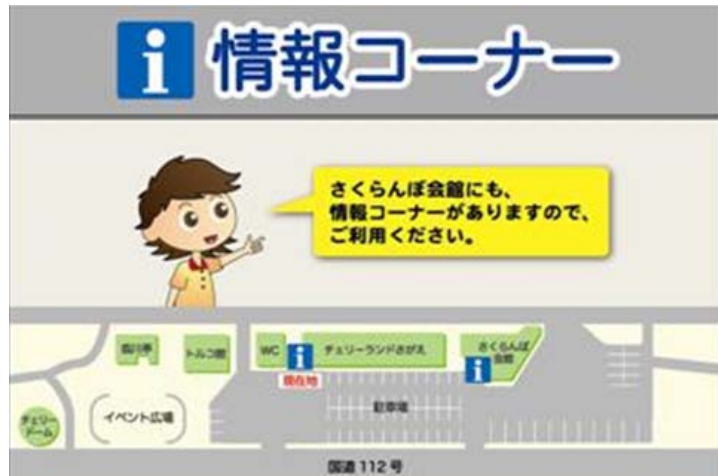 i 情報コーナー
さくらんぼ会館にも、
情報コーナーがありますので、
ご利用ください。
トルコ館
WC
i
チェリーランドさがえ
さくらんぼ
会館
i
現在地
チェリー
ドーム
イベント広場
駐車場
国道 112 号